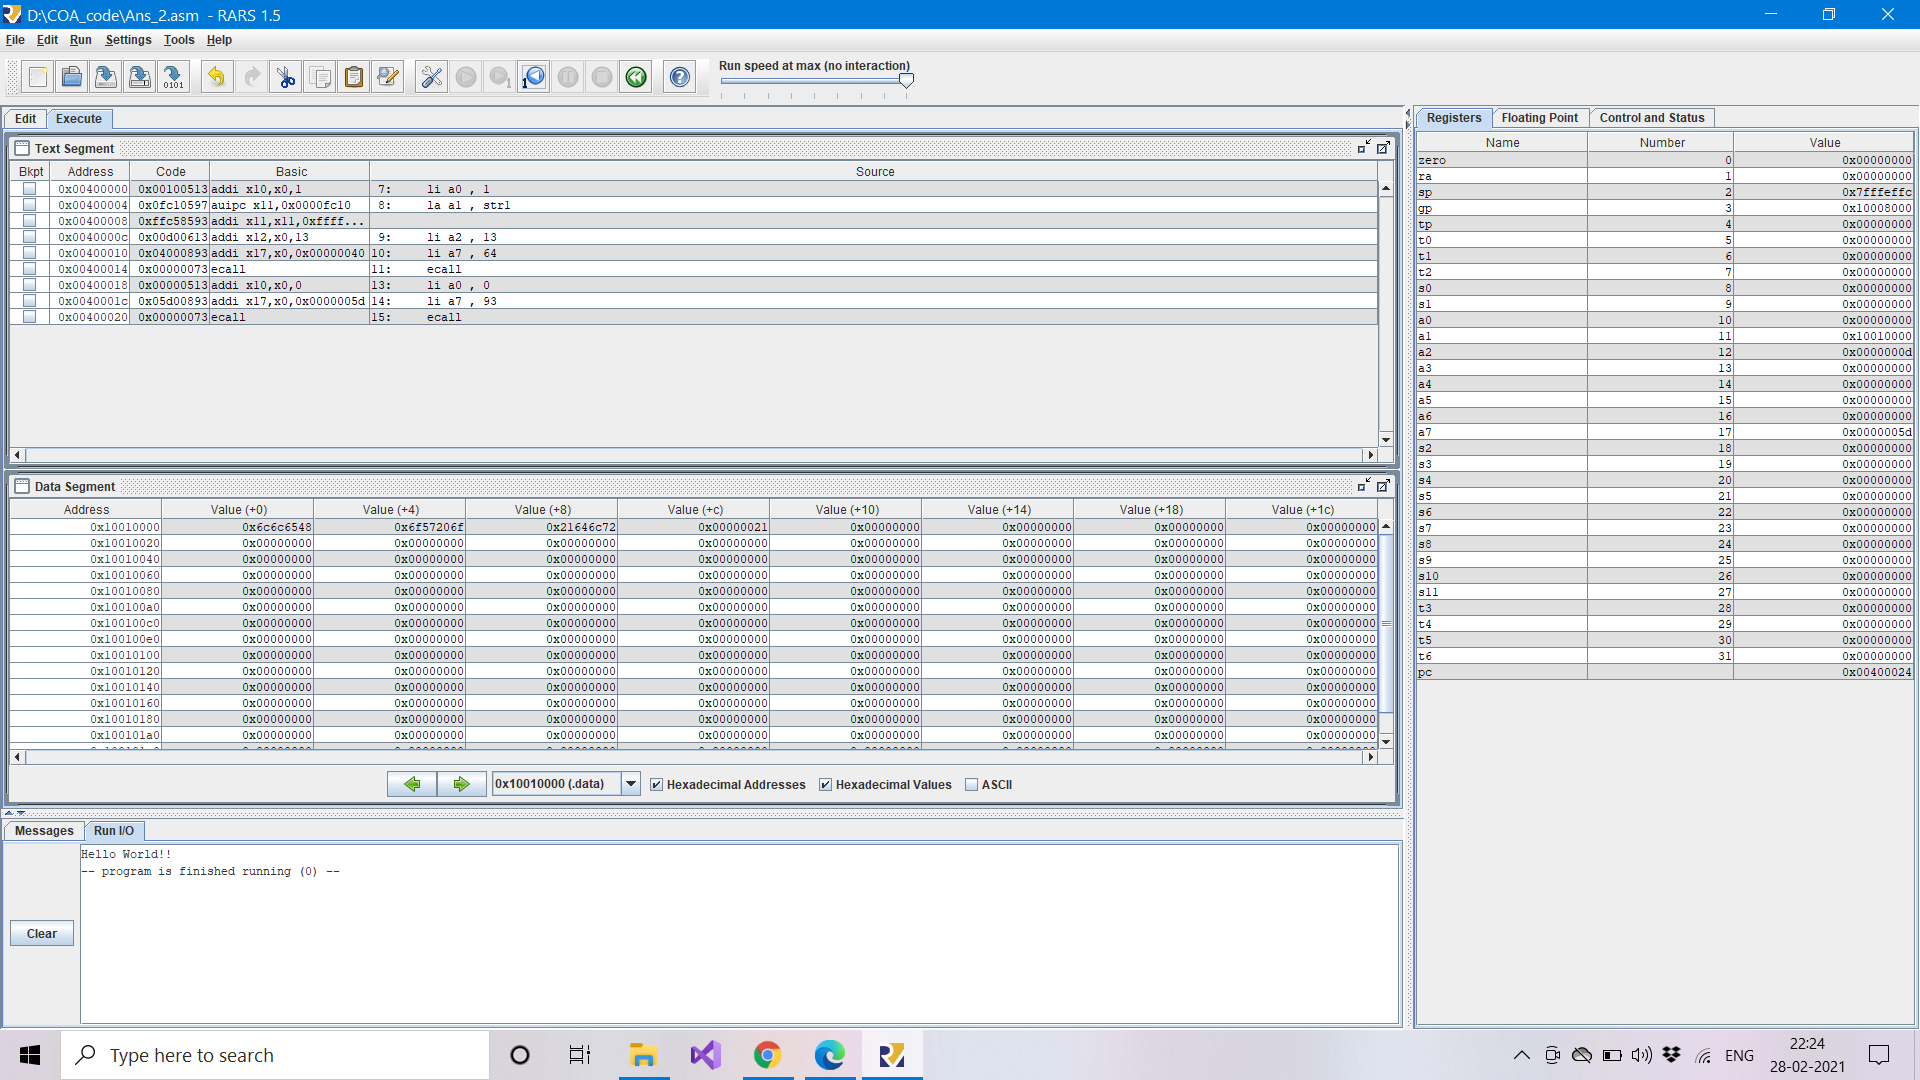 D:\COA_code\Ans_2.asm - RARS 1.5
File Edit Run Settings Tools Help
Run speed at max (no interaction)
Edit Execute
Text Segment
Bkpt Address Code Basic Source
0x00400000 0x00100513 addi x10,x0,1 7: li a0 , 1
0x00400004 0x0fc10597 auipc x11,0x0000fc10 8: la a1 , str1
0x00400008 0xffc58593 addi x11,x11,0xffff...
0x0040000c 0x00d00613 addi x12,x0,13 9: li a2 , 13
0x00400010 0x04000893 addi x17,x0,0x00000040 10: li a7 , 64
0x00400014 0x00000073 ecall 11: ecall
0x00400018 0x00000513 addi x10,x0,0 13: li a0 , 0
0x0040001c 0x05d00893 addi x17,x0,0x0000005d 14: li a7 , 93
0x00400020 0x00000073 ecall 15: ecall
Data Segment
Address Value (+0) Value (+4) Value (+8) Value (+c) Value (+10) Value (+14) Value (+18) Value (+1c)
0x10010000 0x6c6c6548 0x6f57206f 0x21646c72 0x00000021 0x00000000 0x00000000 0x00000000 0x00000000
0x10010020 0x00000000 0x00000000 0x00000000 0x00000000 0x00000000 0x00000000 0x00000000 0x00000000
0x10010040 0x00000000 0x00000000 0x00000000 0x00000000 0x00000000 0x00000000 0x00000000 0x00000000
0x10010060 0x00000000 0x00000000 0x00000000 0x00000000 0x00000000 0x00000000 0x00000000 0x00000000
0x10010080 0x00000000 0x00000000 0x00000000 0x00000000 0x00000000 0x00000000 0x00000000 0x00000000
0x100100a0 0x00000000 0x00000000 0x00000000 0x00000000 0x00000000 0x00000000 0x00000000 0x00000000
0x100100c0 0x00000000 0x00000000 0x00000000 0x00000000 0x00000000 0x00000000 0x00000000 0x00000000
0x100100e0 0x00000000 0x00000000 0x00000000 0x00000000 0x00000000 0x00000000 0x00000000 0x00000000
0x10010100 0x00000000 0x00000000 0x00000000 0x00000000 0x00000000 0x00000000 0x00000000 0x00000000
0x10010120 0x00000000 0x00000000 0x00000000 0x00000000 0x00000000 0x00000000 0x00000000 0x00000000
0x10010140 0x00000000 0x00000000 0x00000000 0x00000000 0x00000000 0x00000000 0x00000000 0x00000000
0x10010160 0x00000000 0x00000000 0x00000000 0x00000000 0x00000000 0x00000000 0x00000000 0x00000000
0x10010180 0x00000000 0x00000000 0x00000000 0x00000000 0x00000000 0x00000000 0x00000000 0x00000000
0x100101a0 0x00000000 0x00000000 0x00000000 0x00000000 0x00000000 0x00000000 0x00000000 0x00000000
0x10010000 (.data) Hexadecimal Addresses Hexadecimal Values ASCII
Messages Run I/O
Hello World!!
-- program is finished running (0) --
Clear
Registers Floating Point Control and Status
Name Number Value
zero 0 0x00000000
ra 1 0x00000000
sp 2 0x7fffeffc
gp 3 0x10008000
tp 4 0x00000000
t0 5 0x00000000
t1 6 0x00000000
t2 7 0x00000000
s0 8 0x00000000
s1 9 0x00000000
a0 10 0x00000000
a1 11 0x10010000
a2 12 0x0000000d
a3 13 0x00000000
a4 14 0x00000000
a5 15 0x00000000
a6 16 0x00000000
a7 17 0x0000005d
s2 18 0x00000000
s3 19 0x00000000
s4 20 0x00000000
s5 21 0x00000000
s6 22 0x00000000
s7 23 0x00000000
s8 24 0x00000000
s9 25 0x00000000
s10 26 0x00000000
s11 27 0x00000000
t3 28 0x00000000
t4 29 0x00000000
t5 30 0x00000000
t6 31 0x00000000
pc 0x00400024
Type here to search
ENG
22:24
28-02-2021